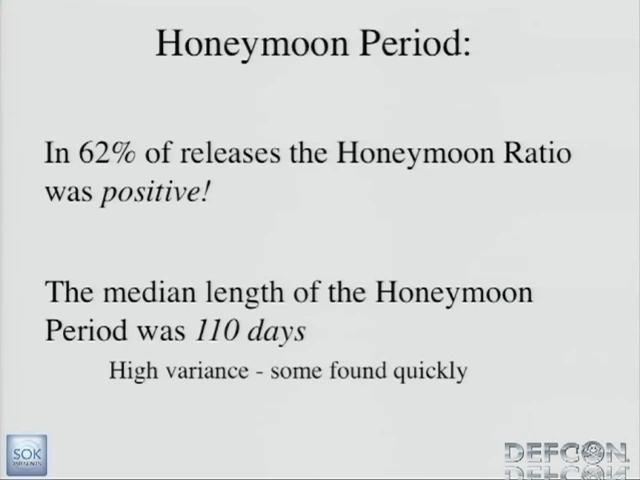 Honeymoon Period:
In 62% of releases the Honeymoon Ratio
was positive!
The median length of the Honeymoon
Period was 110 days
High variance - some found quickly
SOK
PRESENTS
DEFCON